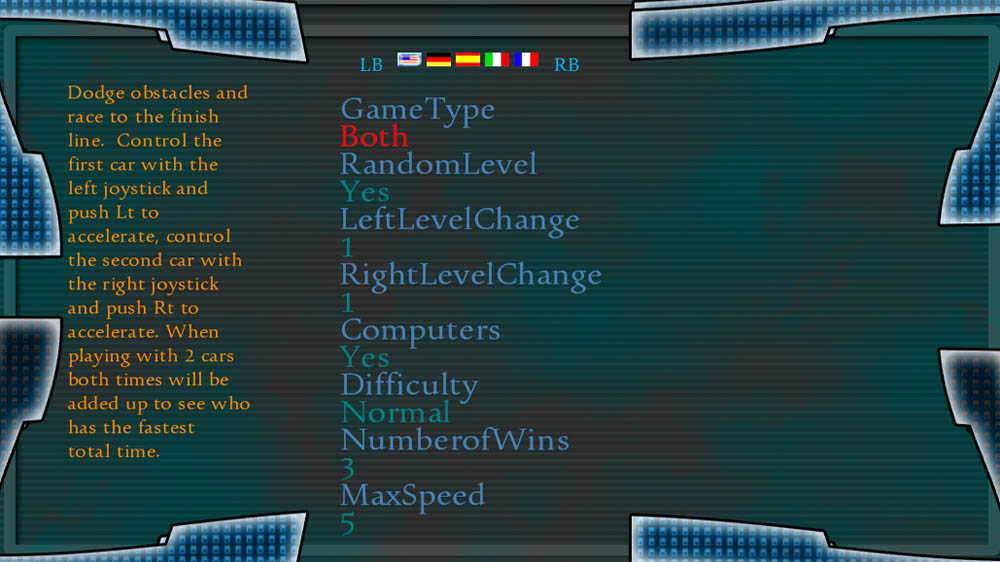 LB RB
Dodge obstacles and
race to the finish
line. Control the
first car with the
left joystick and
push Lt to
accelerate, control
the second car with
the right joystick
and push Rt to
accelerate. When
playing with 2 cars
both times will be
added up to see who
has the fastest
total time.
GameType
Both
RandomLevel
Yes
LeftLevelChange
1
RightLevelChange
1
Computers
Yes
Difficulty
Normal
NumberofWins
3
MaxSpeed
5